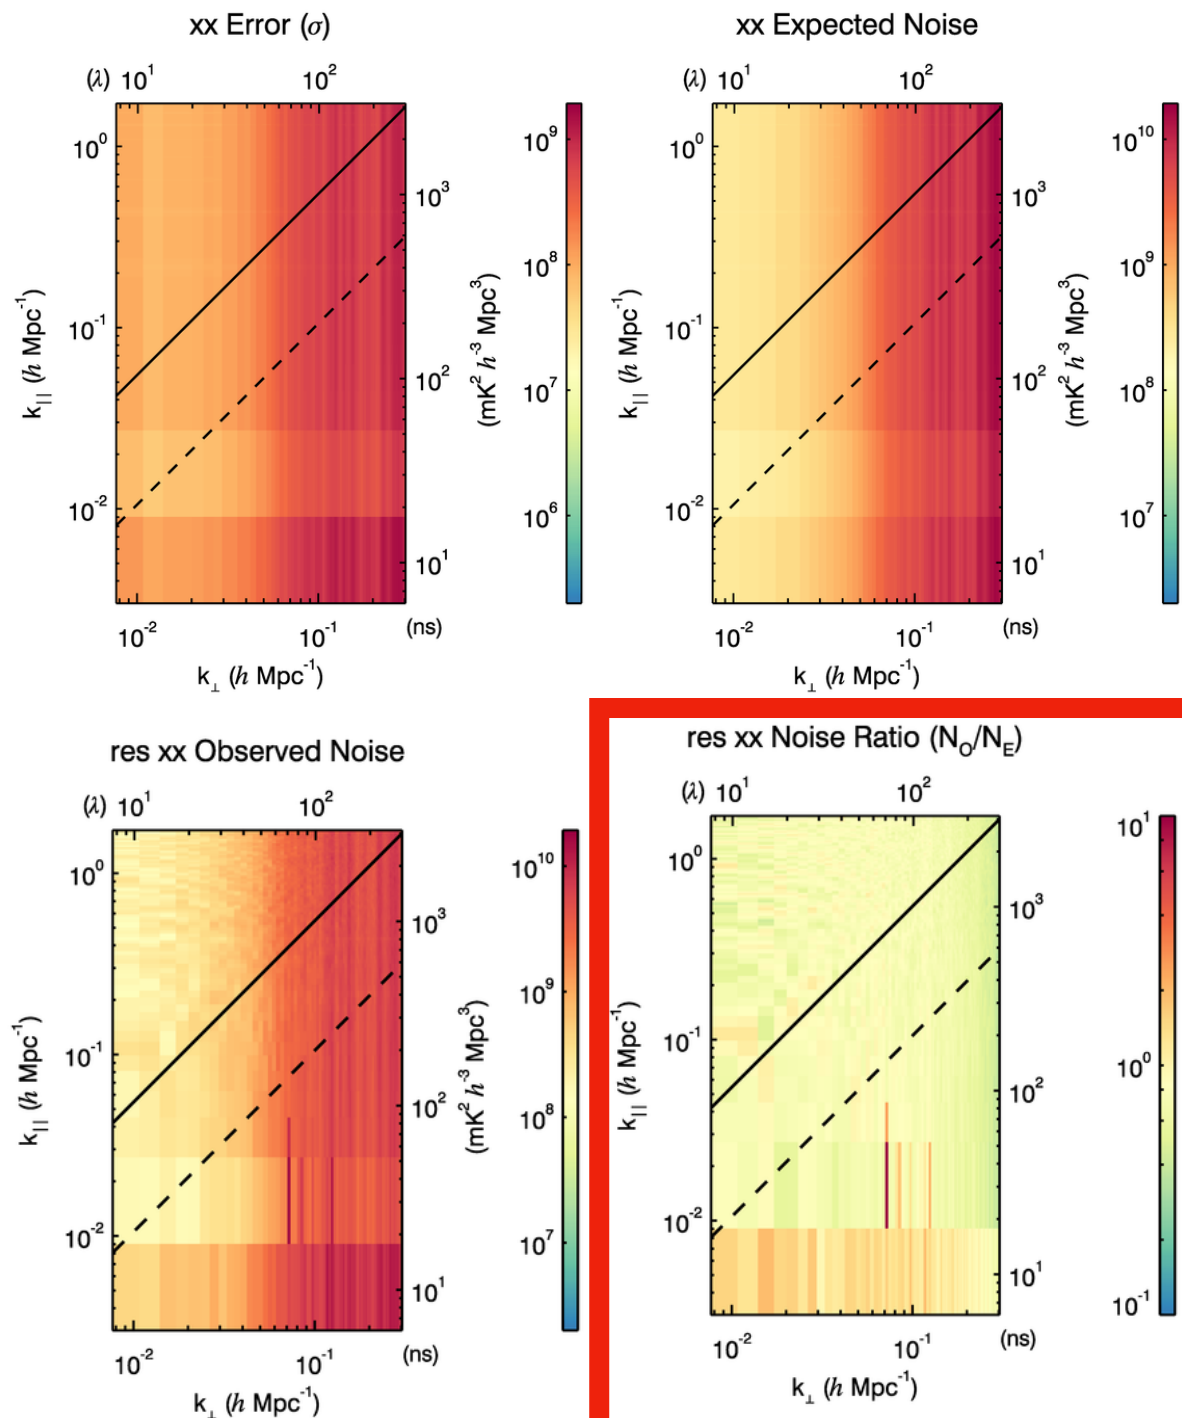 xx Error (σ)
(λ) 10¹ 10²
10⁰
10⁻¹
10⁻²
k|| (h Mpc⁻¹)
10³
10²
10¹
10⁻² 10⁻¹ (ns)
k⊥ (h Mpc⁻¹)
10⁹
10⁸
10⁷
10⁶
(mK² h⁻³ Mpc³)
xx Expected Noise
(λ) 10¹ 10²
10⁰
10⁻¹
10⁻²
k|| (h Mpc⁻¹)
10³
10²
10¹
10⁻² 10⁻¹ (ns)
k⊥ (h Mpc⁻¹)
10¹⁰
10⁹
10⁸
10⁷
(mK² h⁻³ Mpc³)
res xx Observed Noise
(λ) 10¹ 10²
10⁰
10⁻¹
10⁻²
k|| (h Mpc⁻¹)
10³
10²
10¹
10⁻² 10⁻¹ (ns)
k⊥ (h Mpc⁻¹)
10¹⁰
10⁹
10⁸
10⁷
(mK² h⁻³ Mpc³)
res xx Noise Ratio (N_O/N_E)
(λ) 10¹ 10²
10⁰
10⁻¹
10⁻²
k|| (h Mpc⁻¹)
10³
10²
10¹
10⁻² 10⁻¹ (ns)
k⊥ (h Mpc⁻¹)
10¹
10⁰
10⁻¹